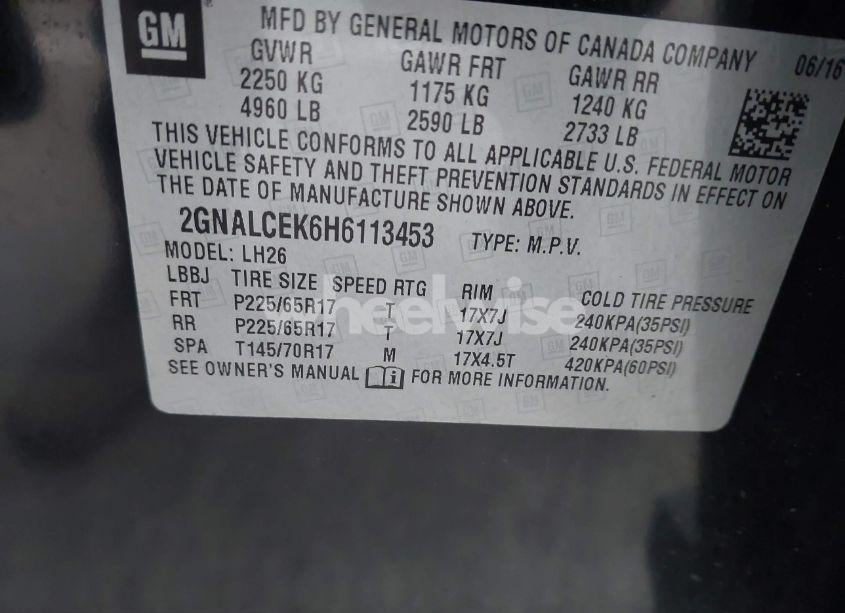 GM
MFD BY GENERAL MOTORS OF CANADA COMPANY 06/16
GVWR GAWR FRT GAWR RR
2250 KG 1175 KG 1240 KG
4960 LB 2590 LB 2733 LB
THIS VEHICLE CONFORMS TO ALL APPLICABLE U.S. FEDERAL MOTOR
VEHICLE SAFETY AND THEFT PREVENTION STANDARDS IN EFFECT ON
THE DATE OF MANUFACTURE SHOWN ABOVE.
2GNALCEK6H6113453 TYPE: M.P.V.
MODEL: LH26
LBBJ TIRE SIZE SPEED RTG RIM COLD TIRE PRESSURE
FRT P225/65R17 T 17X7J 240KPA(35PSI)
RR P225/65R17 T 17X7J 240KPA(35PSI)
SPA T145/70R17 M 17X4.5T 420KPA(60PSI)
SEE OWNER'S MANUAL i FOR MORE INFORMATION.
wheelwise